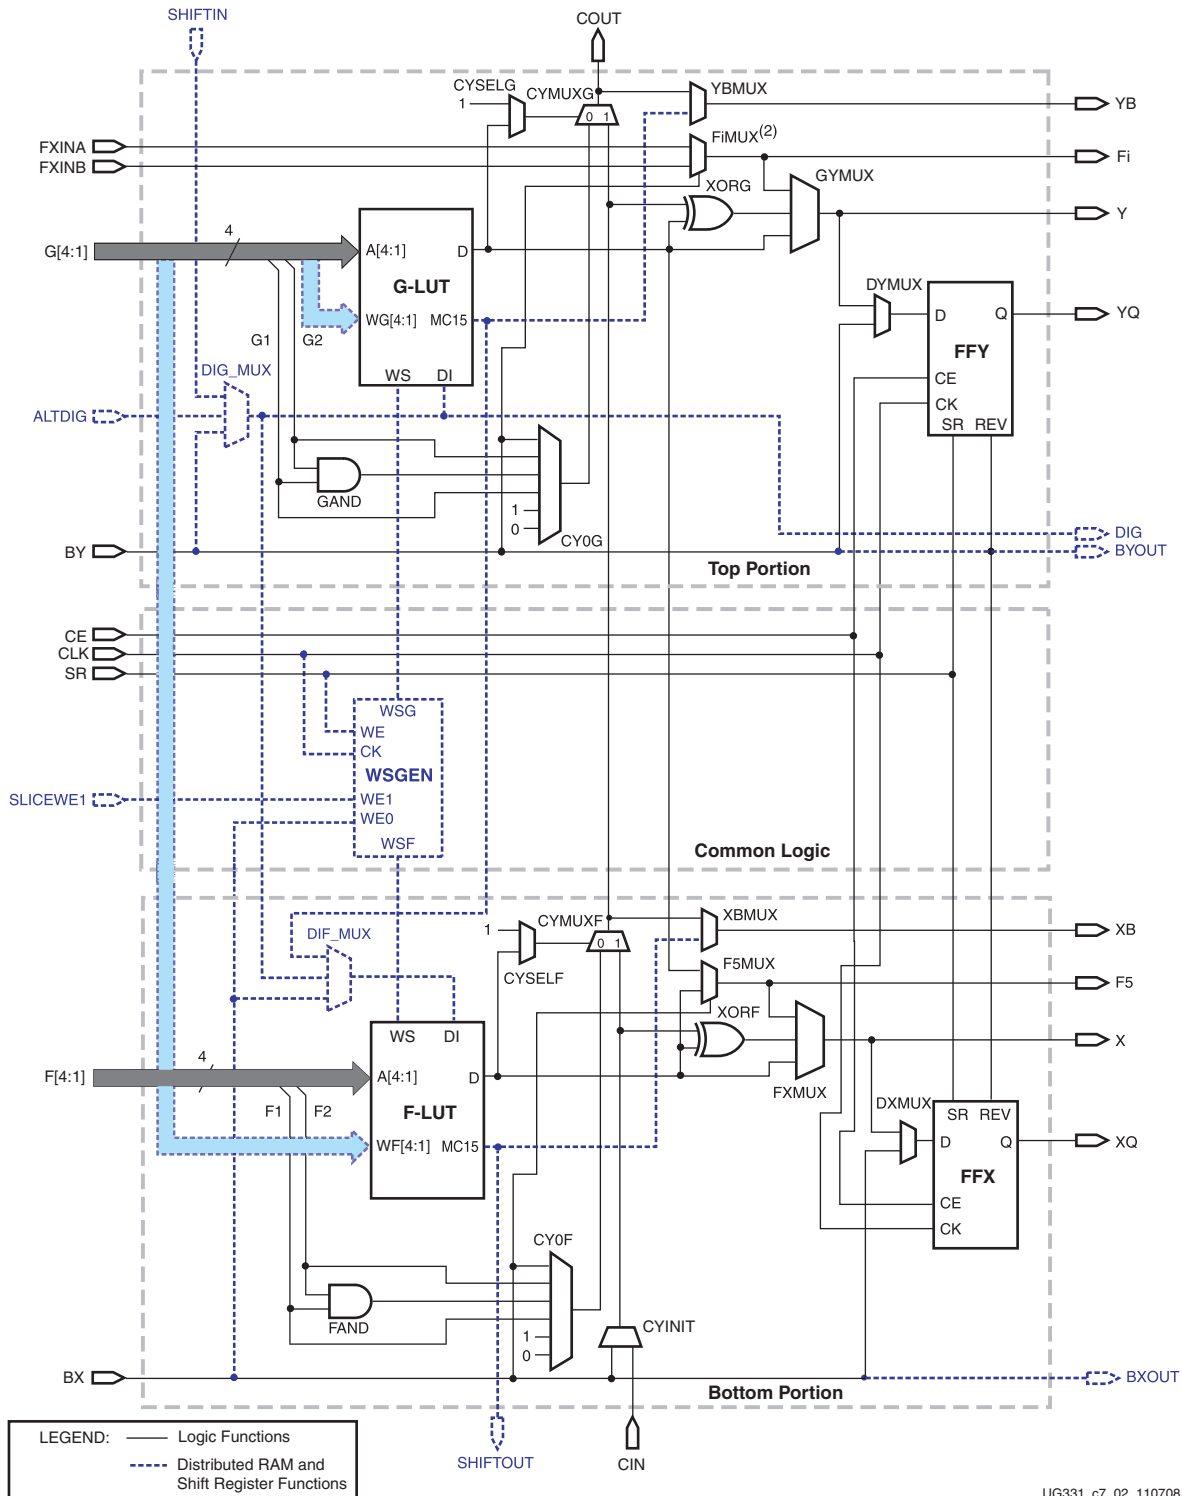 SHIFTIN
COUT
CYSELG
1
CYMUXG
0 1
YBMUX
YB
FXINA
FXINB
FiMUX(2)
Fi
XORG
GYMUX
Y
G[4:1]
4
A[4:1]
D
G-LUT
WG[4:1]
MC15
WS
DI
G1
G2
DYMUX
D
Q
YQ
FFY
CE
CK
SR
REV
DIG_MUX
ALTDIG
GAND
1
0
CY0G
BY
DIG
BYOUT
Top Portion
CE
CLK
SR
WSG
WE
CK
WSGEN
WE1
WE0
WSF
SLICEWE1
Common Logic
DIF_MUX
1
CYMUXF
0 1
CYSELF
XBMUX
XB
F5MUX
F5
XORF
X
FXMUX
WS
DI
F[4:1]
4
A[4:1]
D
F-LUT
WF[4:1]
MC15
F1
F2
DXMUX
SR
REV
D
Q
XQ
FFX
CE
CK
CY0F
FAND
1
0
CYINIT
BX
BXOUT
Bottom Portion
SHIFTOUT
CIN
LEGEND:
Logic Functions
Distributed RAM and
Shift Register Functions
UG331_c7_02_110708